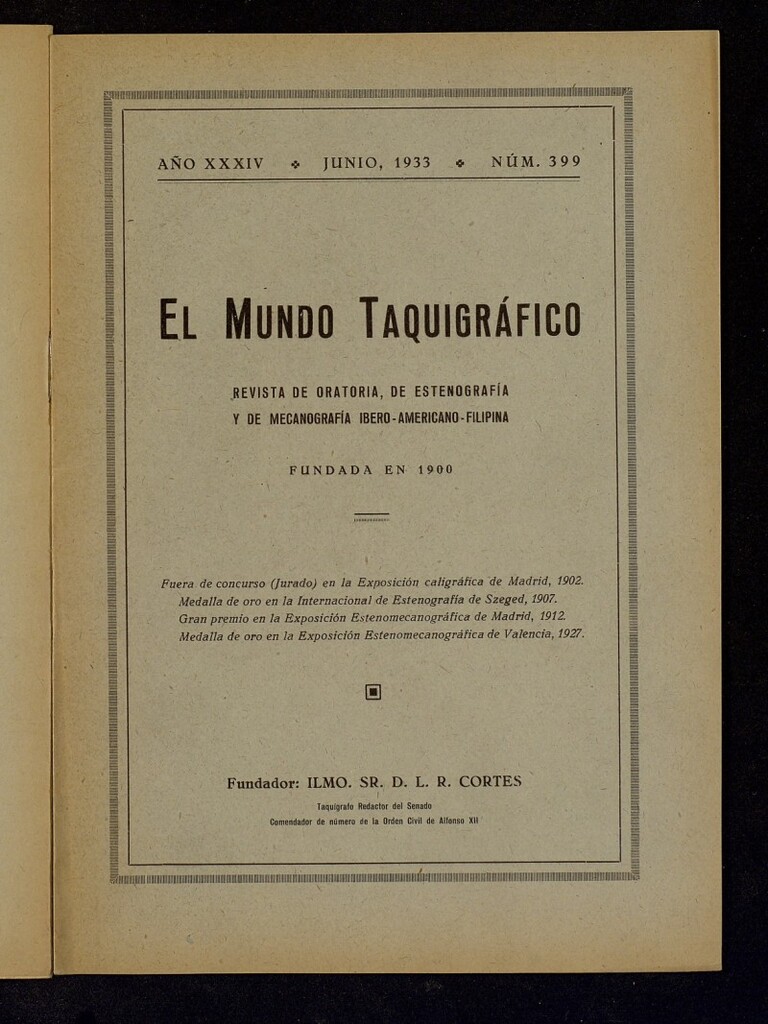 AÑO XXXIV ❖ JUNIO, 1933 ❖ NÚM. 399
EL MUNDO TAQUIGRÁFICO
REVISTA DE ORATORIA, DE ESTENOGRAFÍA
Y DE MECANOGRAFÍA IBERO-AMERICANO-FILIPINA
FUNDADA EN 1900
Fuera de concurso (Jurado) en la Exposición caligráfica de Madrid, 1902.
Medalla de oro en la Internacional de Estenografía de Szeged, 1907.
Gran premio en la Exposición Estenomecanográfica de Madrid, 1912.
Medalla de oro en la Exposición Estenomecanográfica de Valencia, 1927.
Fundador: ILMO. SR. D. L. R. CORTES
Taquígrafo Redactor del Senado
Comendador de número de la Orden Civil de Alfonso XII